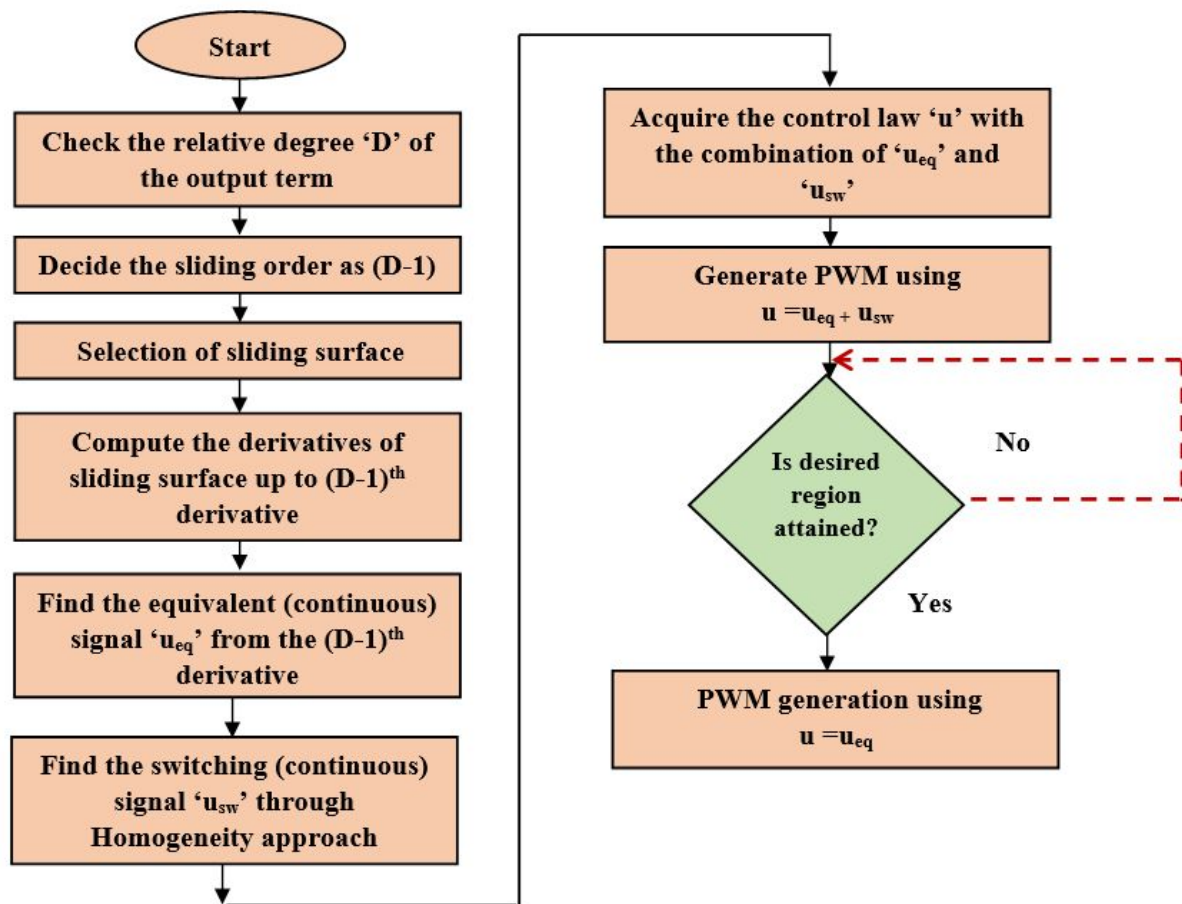 Start
Check the relative degree ‘D’ of
the output term
Decide the sliding order as (D-1)
Selection of sliding surface
Compute the derivatives of
sliding surface up to (D-1)th
derivative
Find the equivalent (continuous)
signal ‘ueq’ from the (D-1)th
derivative
Find the switching (continuous)
signal ‘usw’ through
Homogeneity approach
Acquire the control law ‘u’ with
the combination of ‘ueq’ and
‘usw’
Generate PWM using
u =ueq + usw
Is desired
region
attained?
No
Yes
PWM generation using
u =ueq